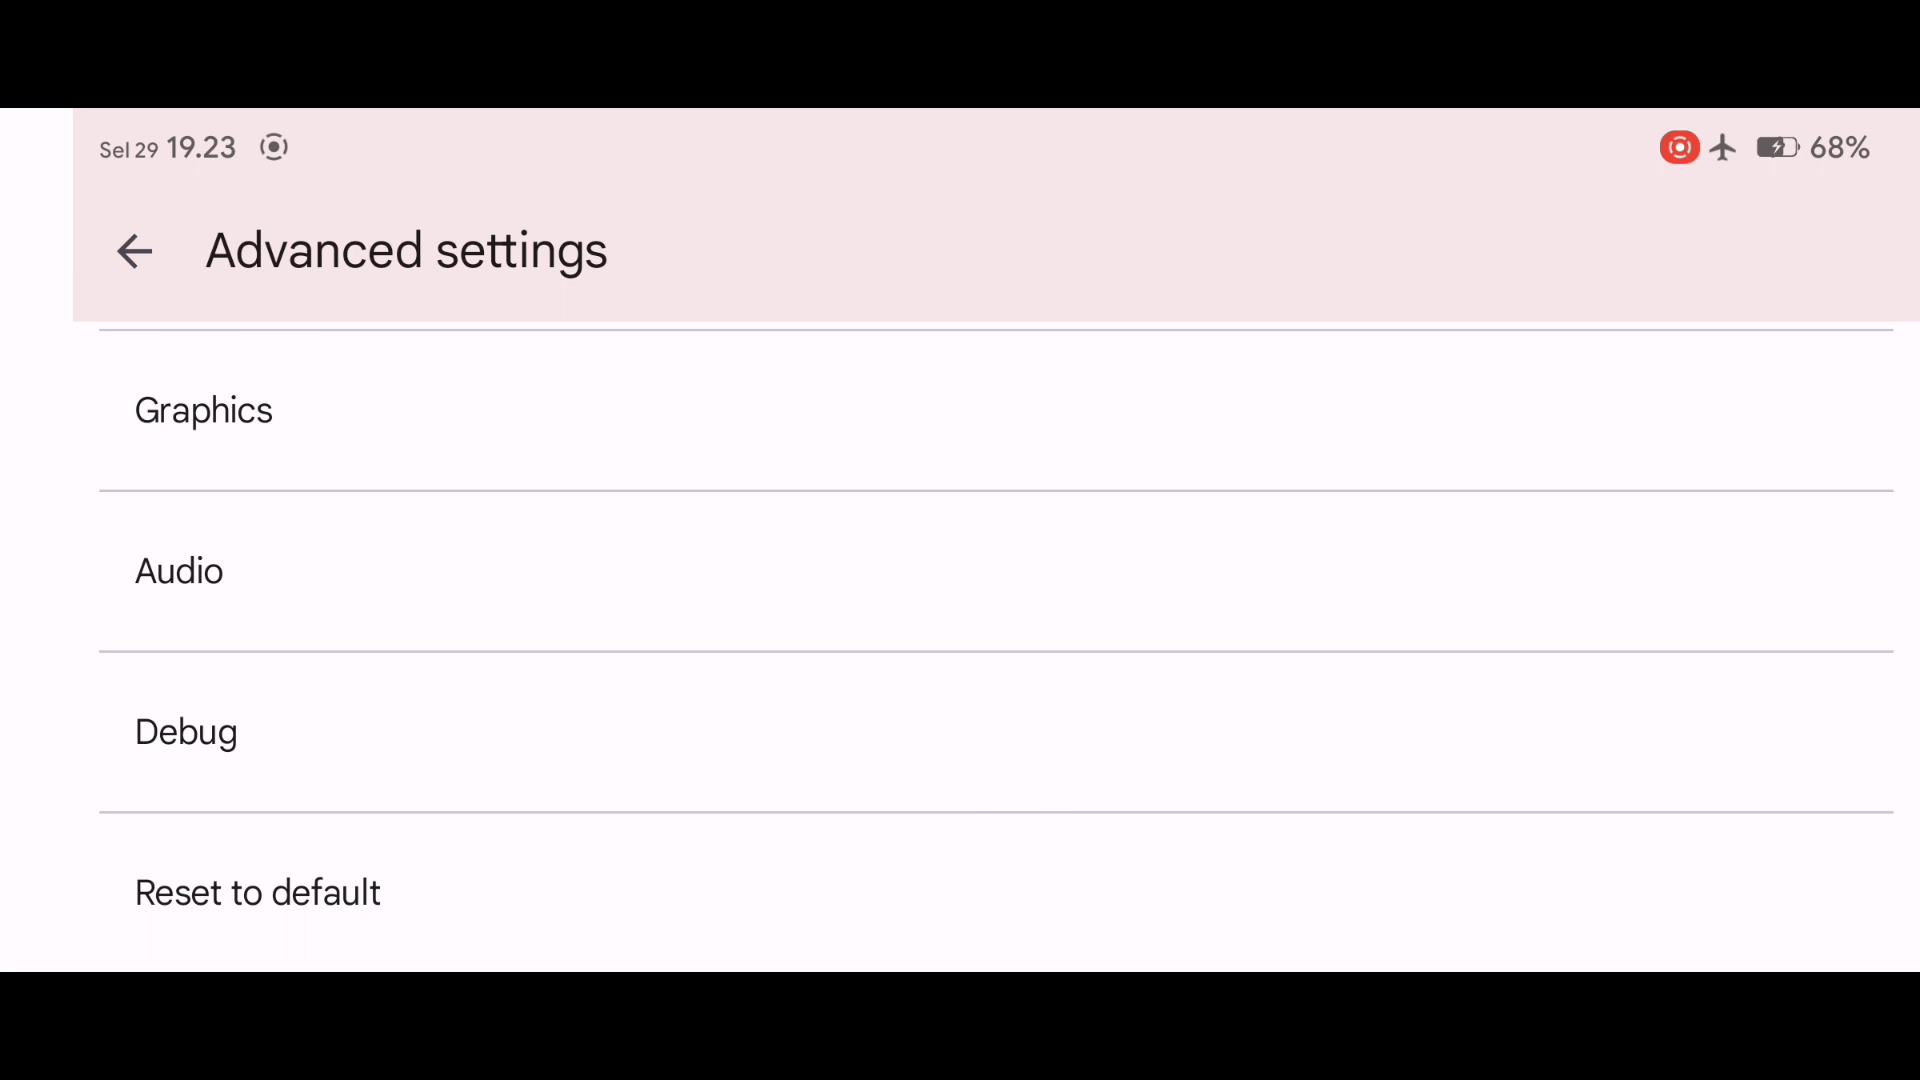 Sel 29 19.23 68%
Advanced settings
Graphics
Audio
Debug
Reset to default